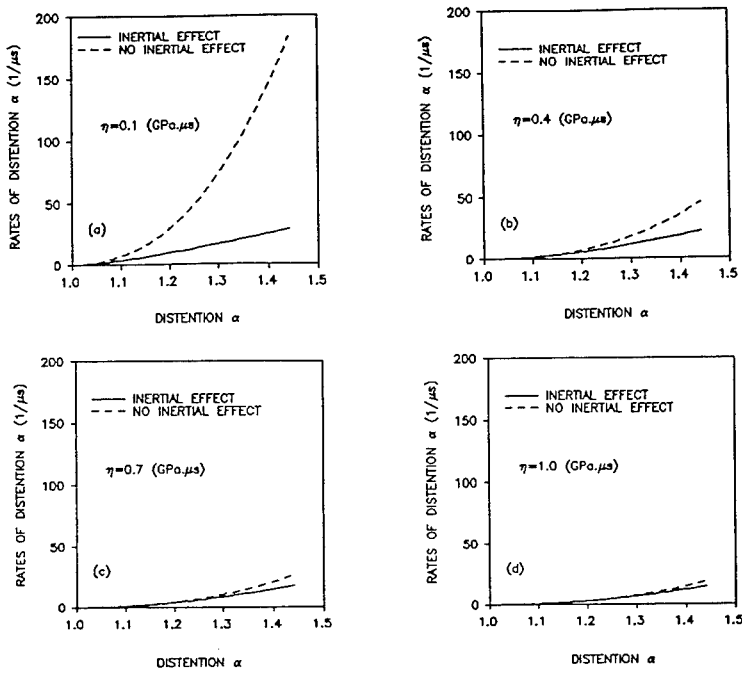 RATES OF DISTENTION α (1/μs)
200
150
100
50
0
INERTIAL EFFECT
NO INERTIAL EFFECT
η=0.1 (GPa.μs)
(a)
1.0 1.1 1.2 1.3 1.4 1.5
DISTENTION α
RATES OF DISTENTION α (1/μs)
200
150
100
50
0
INERTIAL EFFECT
NO INERTIAL EFFECT
η=0.4 (GPa.μs)
(b)
1.0 1.1 1.2 1.3 1.4 1.5
DISTENTION α
RATES OF DISTENTION α (1/μs)
200
150
100
50
0
INERTIAL EFFECT
NO INERTIAL EFFECT
η=0.7 (GPa.μs)
(c)
1.0 1.1 1.2 1.3 1.4 1.5
DISTENTION α
RATES OF DISTENTION α (1/μs)
200
150
100
50
0
INERTIAL EFFECT
NO INERTIAL EFFECT
η=1.0 (GPa.μs)
(d)
1.0 1.1 1.2 1.3 1.4 1.5
DISTENTION α